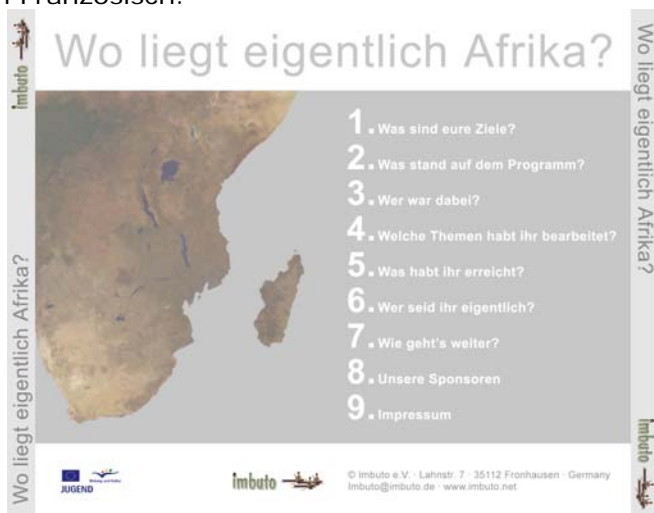 i Französisch!
Wo liegt eigentlich Afrika?
imbuto
Wo liegt eigentlich Afrika?
1. Was sind eure Ziele?
2. Was stand auf dem Programm?
3. Wer war dabei?
4. Welche Themen habt ihr bearbeitet?
5. Was habt ihr erreicht?
6. Wer seid ihr eigentlich?
7. Wie geht's weiter?
8. Unsere Sponsoren
9. Impressum
Wo liegt eigentlich Afrika?
imbuto
JUGEND
imbuto
© Imbuto e.V. · Lahnstr. 7 · 35112 Fronhausen · Germany
Imbuto@imbuto.de · www.imbuto.net